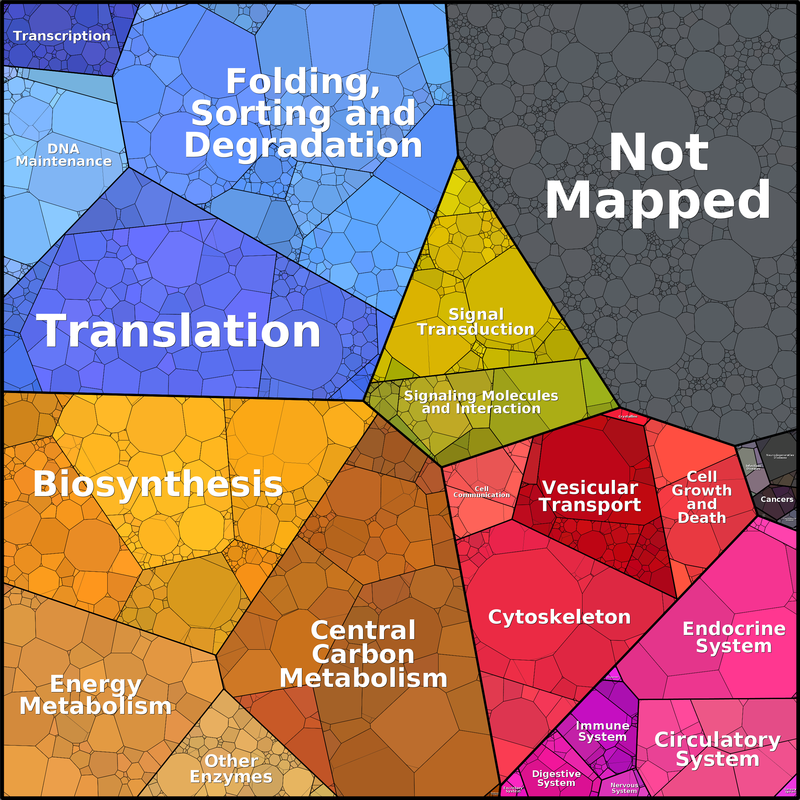 Transcription
Folding,
Sorting and
Degradation
DNA
Maintenance
Not
Mapped
Translation
Signal
Transduction
Signaling Molecules
and Interaction
Biosynthesis
Cell
Communication
Vesicular
Transport
Cell
Growth
and
Death
Cancers
Cytoskeleton
Central
Carbon
Metabolism
Endocrine
System
Energy
Metabolism
Other
Enzymes
Immune
System
Circulatory
System
Digestive
System
Nervous
System